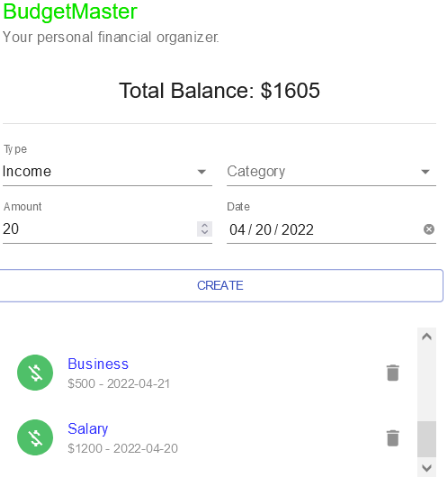 BudgetMaster
Your personal financial organizer.
Total Balance: $1605
Type
Income
Category
Amount
Date
20
04/20/2022
CREATE
Business
$500 - 2022-04-21
Salary
$1200 - 2022-04-20